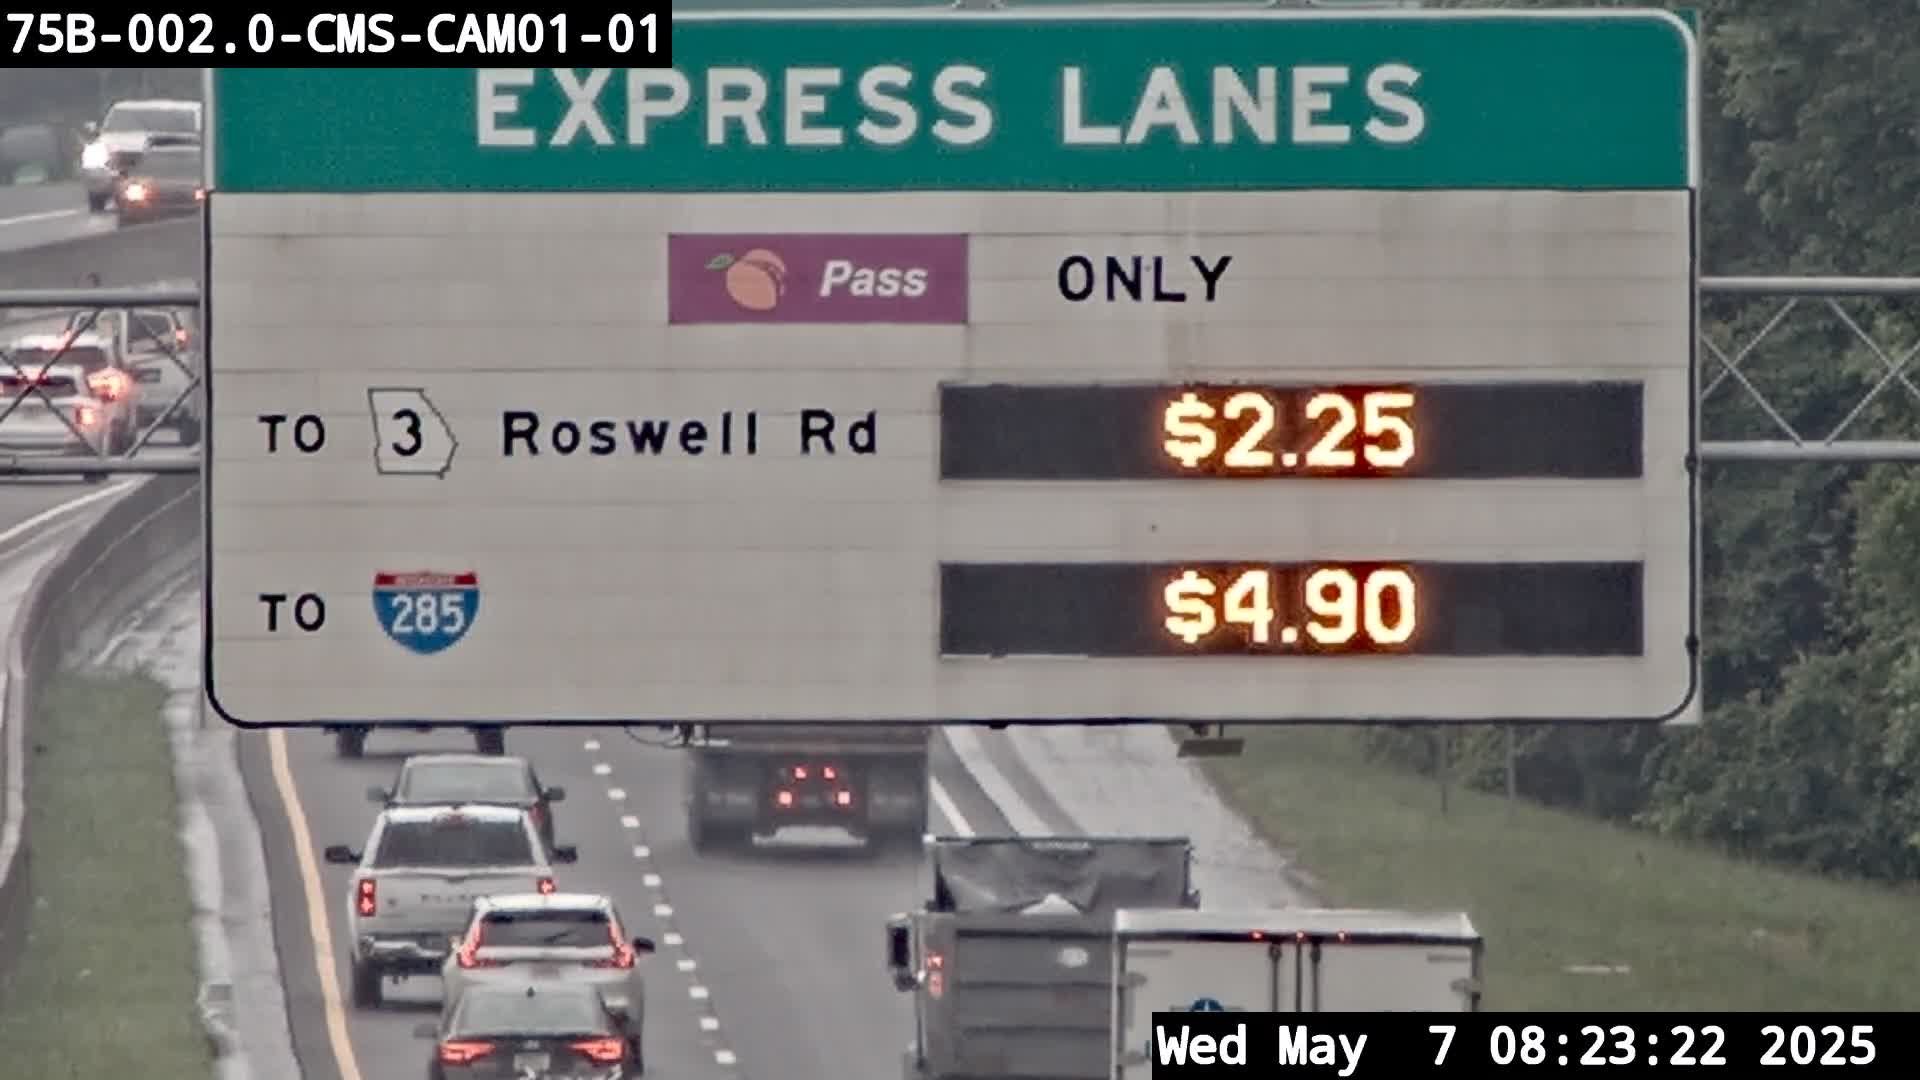 75B-002.0-CMS-CAM01-01
EXPRESS LANES
Pass ONLY
TO 3 Roswell Rd $2.25
INTERSTATE
TO 285 $4.90
Wed May 7 08:23:22 2025